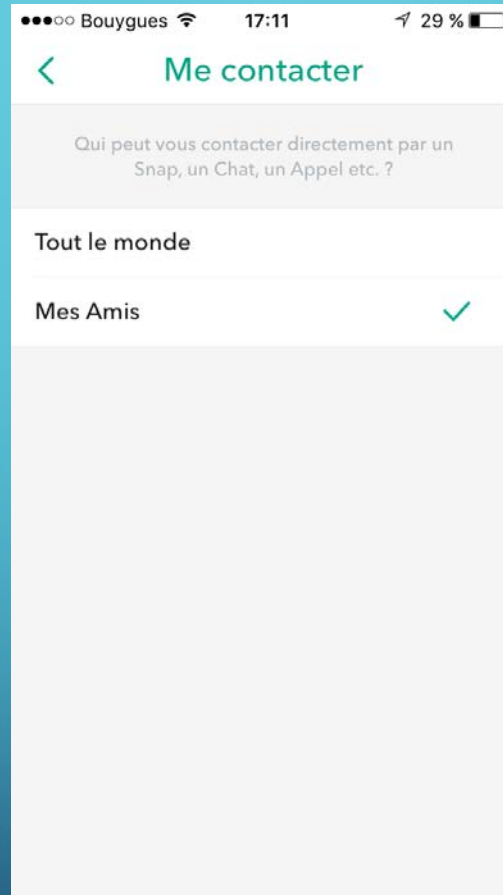 Bouygues 17:11 29 %
Me contacter
Qui peut vous contacter directement par un
Snap, un Chat, un Appel etc. ?
Tout le monde
Mes Amis